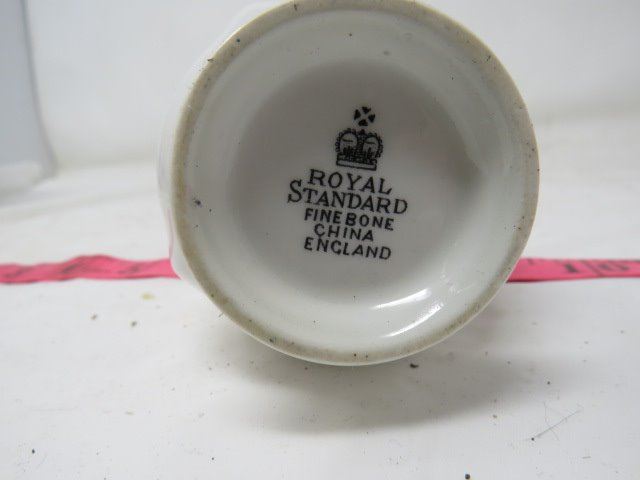 ROYAL
STANDARD
FINE BONE
CHINA
ENGLAND